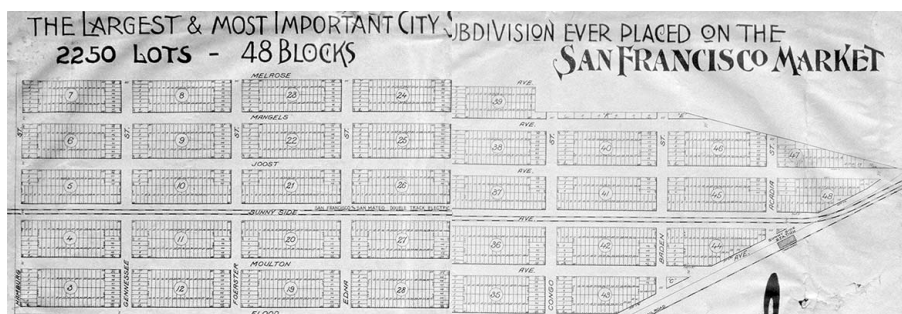 THE LARGEST & MOST IMPORTANT CITY SUBDIVISION EVER PLACED ON THE
2250 LOTS - 48 BLOCKS
SAN FRANCISCO MARKET
MELROSE AVE.
7 8 23 24 39
MANGELS AVE.
ST. ST. ST. ST. ST. ST.
6 9 22 25 38 40 46 47
JOOST AVE.
5 10 21 26 37 41 45 48
ACADIA
SAN FRANCISCO & SAN MATEO DOUBLE TRACK ELECTRIC
SUNNY SIDE AVE.
4 11 20 27 36 42 44
BADEN
MOULTON AVE.
AVE.
HAMBURG GENNESSEE FOERSTER EDNA CONGO
3 12 19 28 35 43
FLOOD